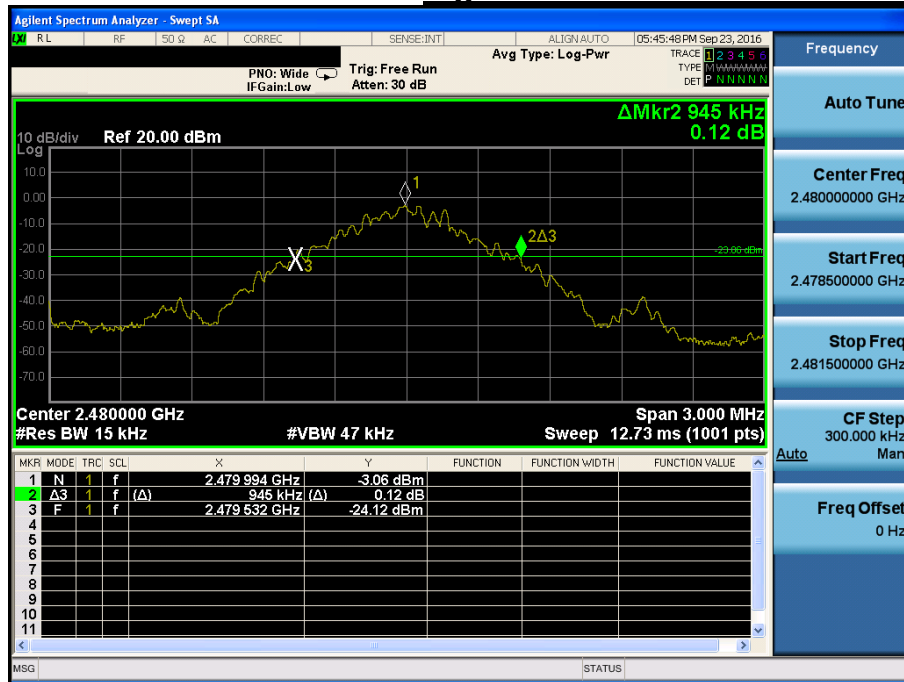 Agilent Spectrum Analyzer - Swept SA
LXI RL RF 50 Ω AC CORREC SENSE:INT ALIGN AUTO 05:45:48 PM Sep 23, 2016
PNO: Wide
IFGain:Low
Trig: Free Run
Atten: 30 dB
Avg Type: Log-Pwr
TRACE 1 2 3 4 5 6
TYPE MWWWWW
DET P N N N N N
ΔMkr2 945 kHz
0.12 dB
10 dB/div
Log
Ref 20.00 dBm
10.0
0.00
-10.0
-20.0
-30.0
-40.0
-50.0
-60.0
-70.0
1
2Δ3
-23.06 dBm
X3
Center 2.480000 GHz
Span 3.000 MHz
#Res BW 15 kHz
#VBW 47 kHz
Sweep 12.73 ms (1001 pts)
MKR MODE TRC SCL X Y FUNCTION FUNCTION WIDTH FUNCTION VALUE
1 N 1 f 2.479 994 GHz -3.06 dBm
2 Δ3 1 f (Δ) 945 kHz (Δ) 0.12 dB
3 F 1 f 2.479 532 GHz -24.12 dBm
4
5
6
7
8
9
10
11
MSG
STATUS
Frequency
Auto Tune
Center Freq
2.480000000 GHz
Start Freq
2.478500000 GHz
Stop Freq
2.481500000 GHz
CF Step
300.000 kHz
Auto Man
Freq Offset
0 Hz